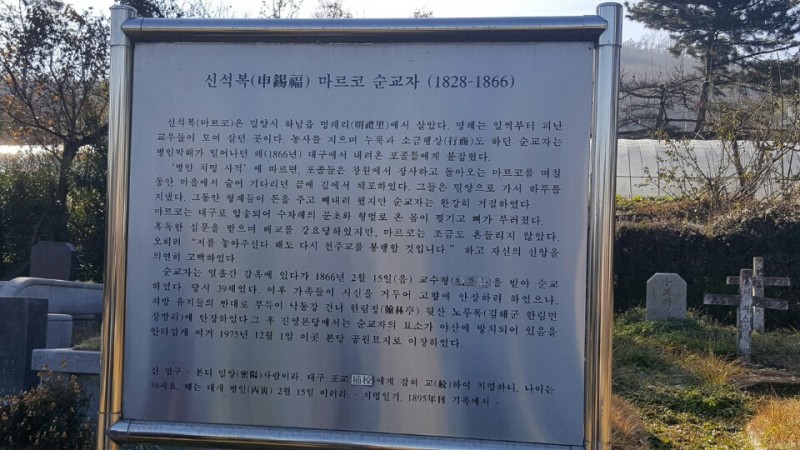 신석복(申錫福) 마르코 순교자 (1828-1866)
신석복(마르코)은 밀양시 하남읍 명례리(明禮里)에서 살았다. 명례는 일찍부터 피난
교우들이 모여 살던 곳이다. 농사를 지으며 누룩과 소금행상(行商)도 하던 순교자는
병인박해가 일어나던 해(1866년) 대구에서 내려온 포졸들에게 붙잡혔다.
'병인 치명 사적' 에 따르면, 포졸들은 창원에서 장사하고 돌아오는 마르코를 며칠
동안 마을에서 숨어 기다리던 끝에 길에서 체포하였다. 그들은 밀양으로 가서 하루를
지냈다. 그동안 형제들이 돈을 주고 빼내려 했지만 순교자는 완강히 거절하였다.
마르코는 대구로 압송되어 수차례의 문초와 형벌로 온 몸이 찢기고 뼈가 부러졌다.
혹독한 심문을 받으며 배교를 강요당하였지만, 마르코는 조금도 흔들리지 않았다.
오히려 "저를 놓아주신다 해도 다시 천주교를 봉행할 것입니다." 하고 자신의 신앙을
의연히 고백하였다
순교자는 열흘간 감옥에 있다가 1866년 2월 15일(음) 교수형(을 받아 순교
하였다. 당시 39세였다. 이후 가족들이 시신을 거두어 고향에 안장하려 하였으나,
지방 유지들의 반대로 부득이 낙동강 건너 한림정(翰林亭) 뒷산 노루목(김해군 한림면
장방리)에 안장하였다.그 후 진영본당에서는 순교자의 묘소가 야산에 방치되어 있음을
안타깝게 여겨 1975년 12월 1일 이곳 본당 공원묘지로 이장하였다.
신 말구 · 본디 밀양(密陽)사람이라. 대구 포교(捕校)에게 잡혀 교(絞)하여 치명하니, 나이는
39세요, 때는 대개 병인(丙寅) 2월 15일 이러라. · 치명일기, 1895年의 기록에서 ·